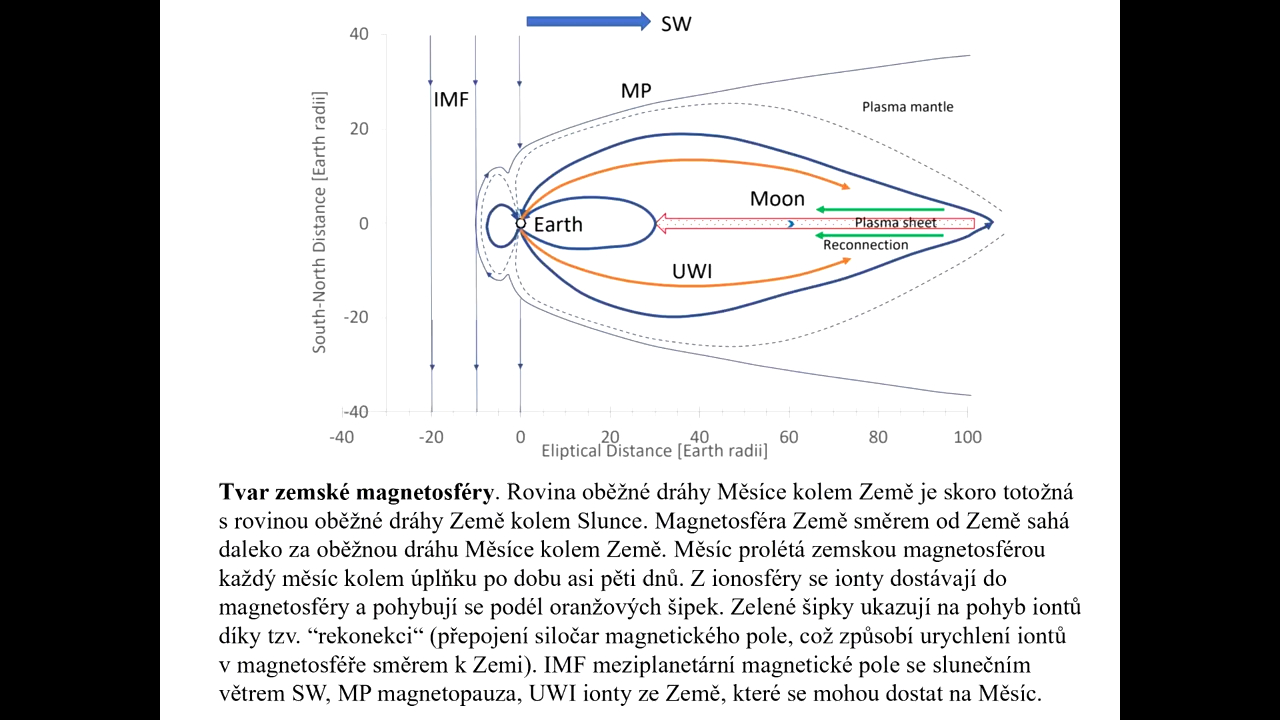 SW
40
MP
IMF
Plasma mantle
20
South-North Distance [Earth radii]
Moon
0
Earth
Plasma sheet
Reconnection
UWI
-20
-40
-40 -20 0 20 40 60 80 100
Eliptical Distance [Earth radii]
Tvar zemské magnetosféry. Rovina oběžné dráhy Měsíce kolem Země je skoro totožná
s rovinou oběžné dráhy Země kolem Slunce. Magnetosféra Země směrem od Země sahá
daleko za oběžnou dráhu Měsíce kolem Země. Měsíc prolétá zemskou magnetosférou
každý měsíc kolem úplňku po dobu asi pěti dnů. Z ionosféry se ionty dostávají do
magnetosféry a pohybují se podél oranžových šipek. Zelené šipky ukazují na pohyb iontů
díky tzv. “rekonekci“ (přepojení siločar magnetického pole, což způsobí urychlení iontů
v magnetosféře směrem k Zemi). IMF meziplanetární magnetické pole se slunečním
větrem SW, MP magnetopauza, UWI ionty ze Země, které se mohou dostat na Měsíc.